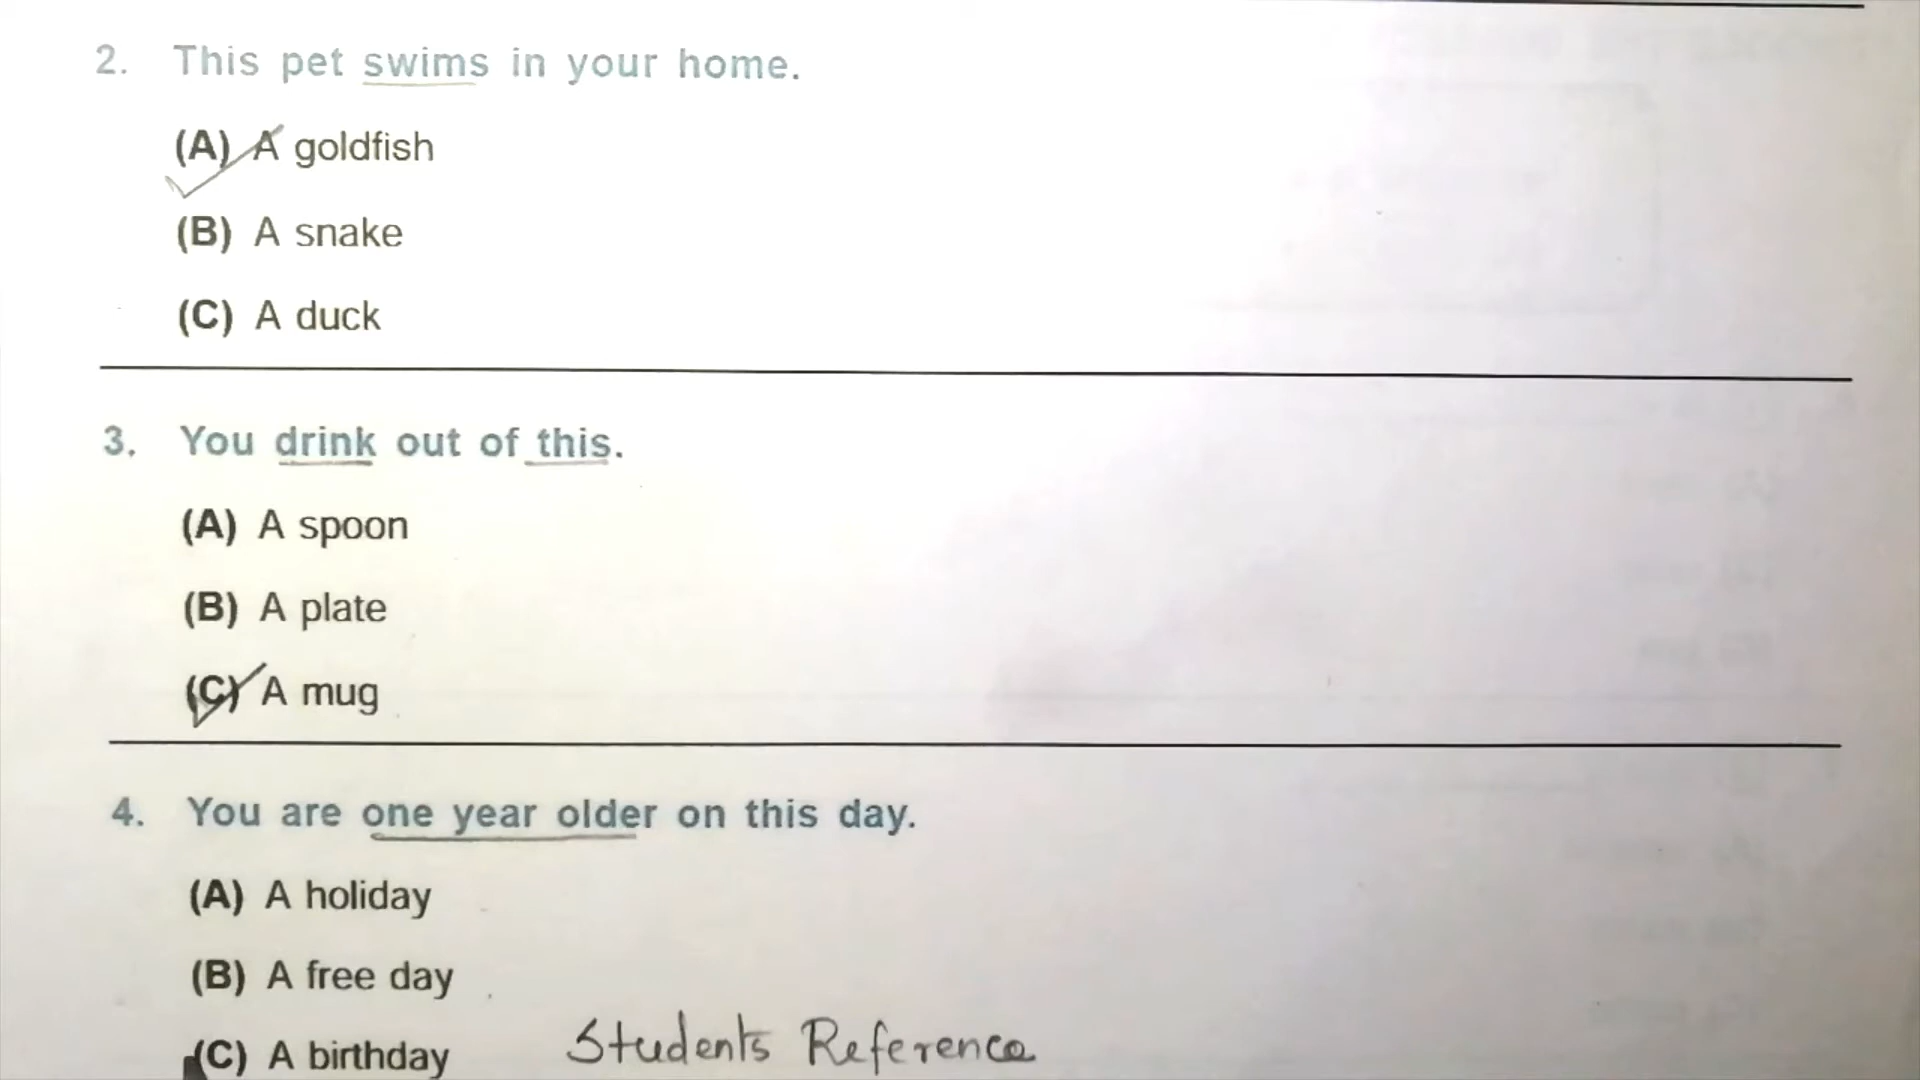 2. This pet swims in your home.
(A) A goldfish
(B) A snake
(C) A duck
3. You drink out of this.
(A) A spoon
(B) A plate
(C) A mug
4. You are one year older on this day.
(A) A holiday
(B) A free day
(C) A birthday
Students Reference